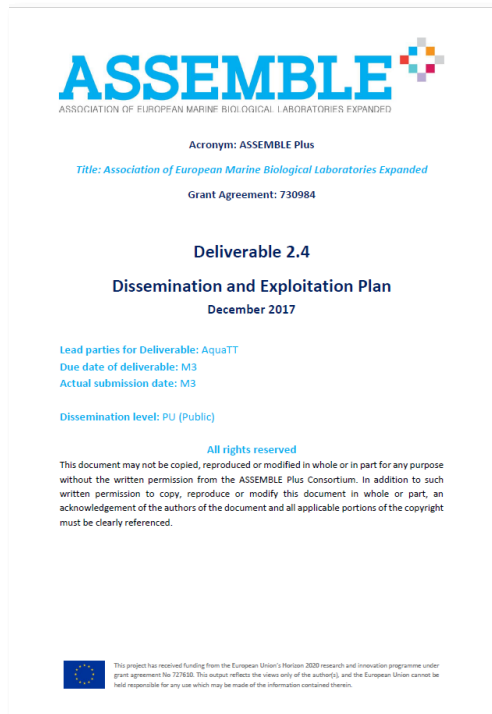 ASSEMBLE
ASSOCIATION OF EUROPEAN MARINE BIOLOGICAL LABORATORIES EXPANDED
Acronym: ASSEMBLE Plus
Title: Association of European Marine Biological Laboratories Expanded
Grant Agreement: 730984
Deliverable 2.4
Dissemination and Exploitation Plan
December 2017
Lead parties for Deliverable: AquaTT
Due date of deliverable: M3
Actual submission date: M3
Dissemination level: PU (Public)
All rights reserved
This document may not be copied, reproduced or modified in whole or in part for any purpose
without the written permission from the ASSEMBLE Plus Consortium. In addition to such
written permission to copy, reproduce or modify this document in whole or part, an
acknowledgement of the authors of the document and all applicable portions of the copyright
must be clearly referenced.
This project has received funding from the European Union's Horizon 2020 research and innovation programme under
grant agreement No 727610. This output reflects the views only of the author(s), and the European Union cannot be
held responsible for any use which may be made of the information contained therein.